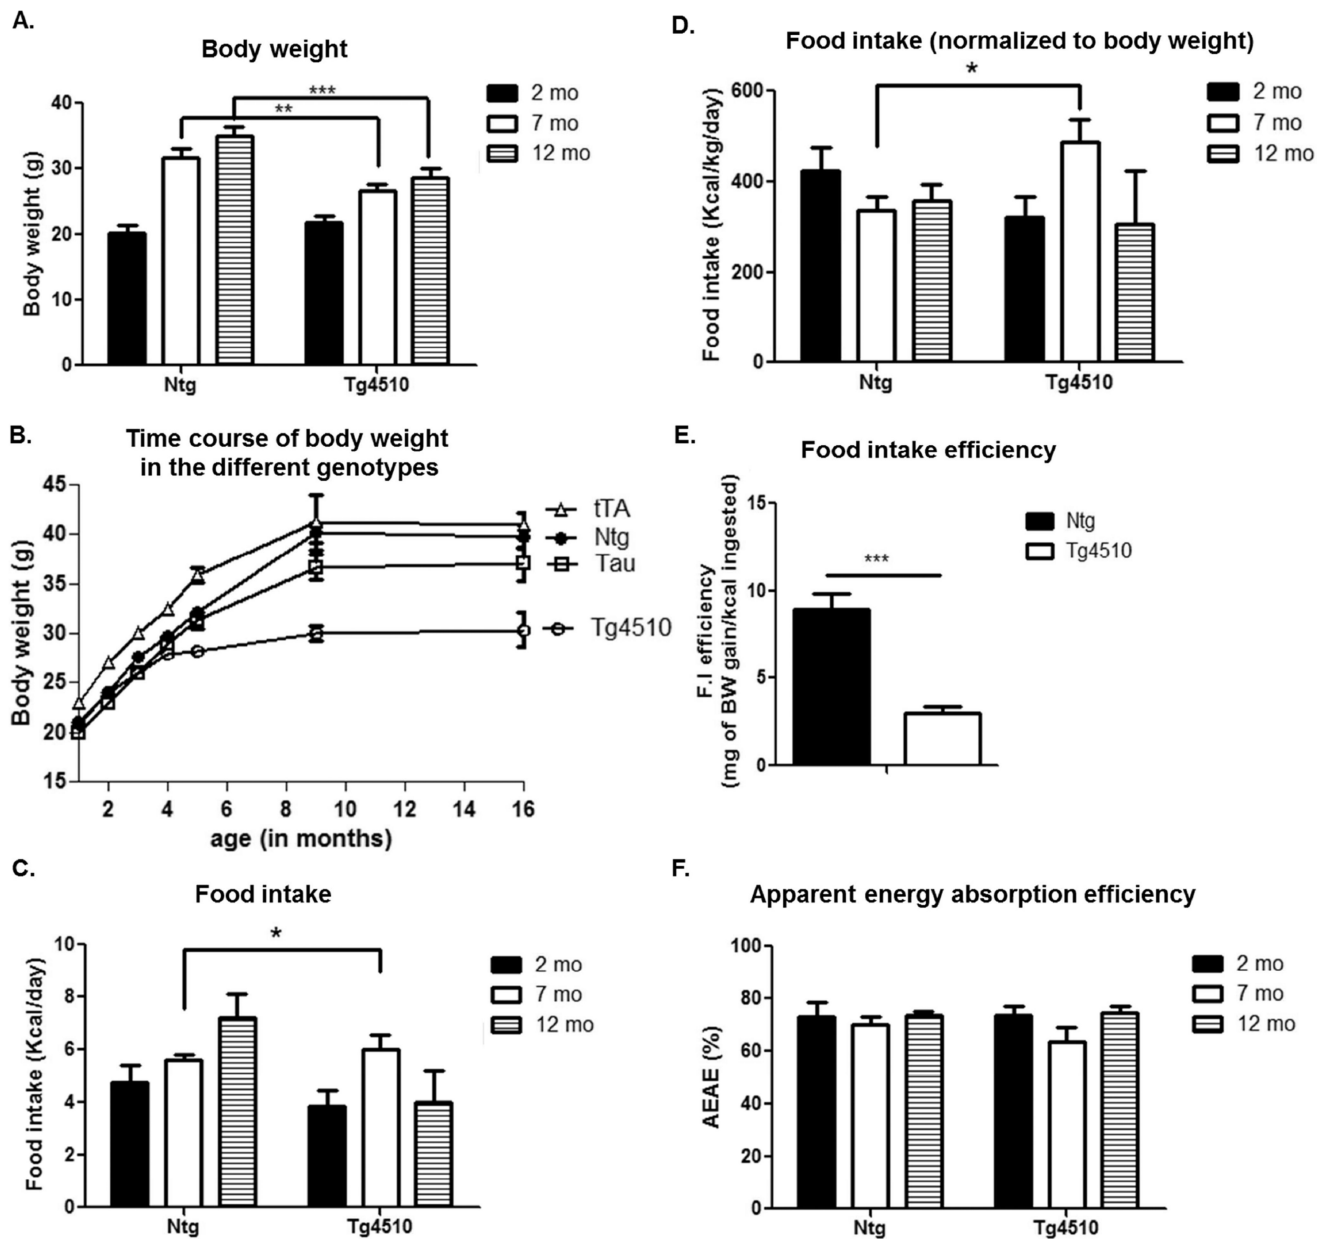 A.
Body weight
Body weight (g)
40
30
20
10
0
**
***
Ntg
Tg4510
2 mo
7 mo
12 mo
B.
Time course of body weight
in the different genotypes
Body weight (g)
45
40
35
30
25
20
15
2
4
6
8
10
12
14
16
age (in months)
tTA
Ntg
Tau
Tg4510
C.
Food intake
Food intake (Kcal/day)
10
8
6
4
2
0
*
Ntg
Tg4510
2 mo
7 mo
12 mo
D.
Food intake (normalized to body weight)
Food intake (Kcal/kg/day)
600
400
200
0
*
Ntg
Tg4510
2 mo
7 mo
12 mo
E.
Food intake efficiency
F.I efficiency
(mg of BW gain/kcal ingested)
15
10
5
0
***
Ntg
Tg4510
F.
Apparent energy absorption efficiency
AEAE (%)
100
80
60
40
20
0
Ntg
Tg4510
2 mo
7 mo
12 mo